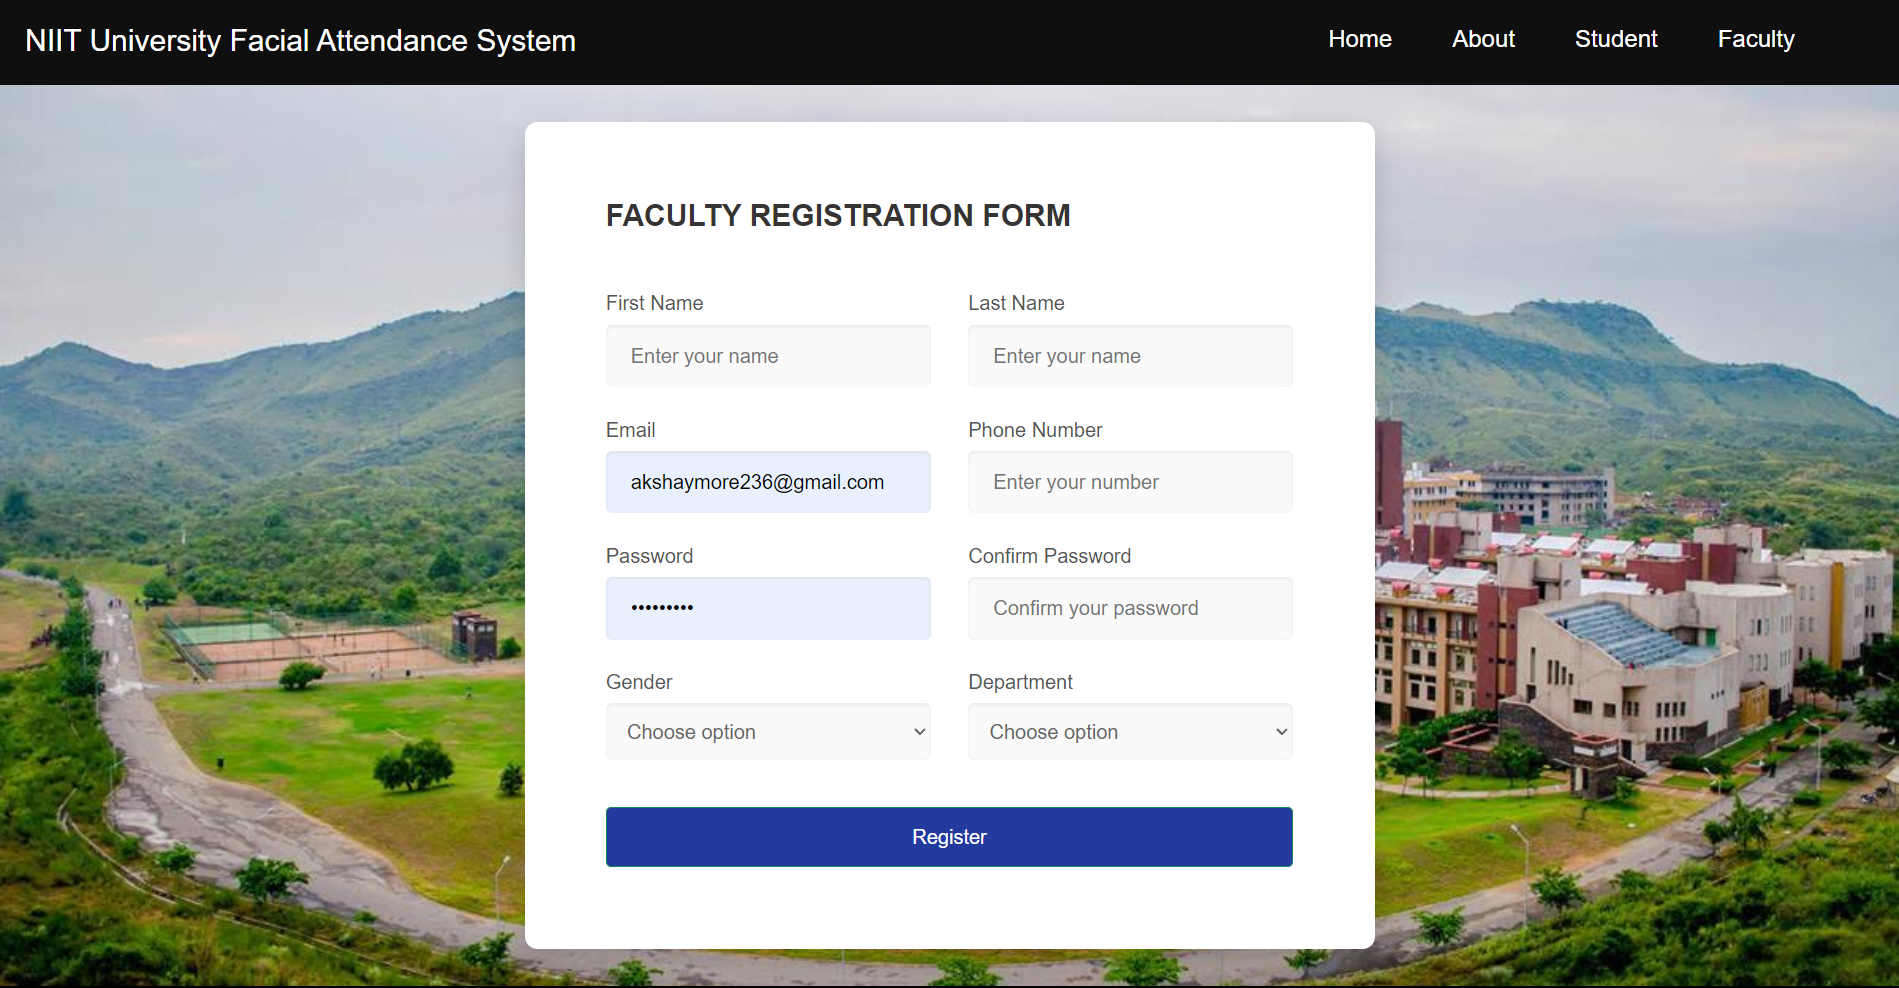 NIIT University Facial Attendance System
Home About Student Faculty
FACULTY REGISTRATION FORM
First Name Last Name
Enter your name Enter your name
Email Phone Number
akshaymore236@gmail.com Enter your number
Password Confirm Password
••••••••• Confirm your password
Gender Department
Choose option Choose option
Register